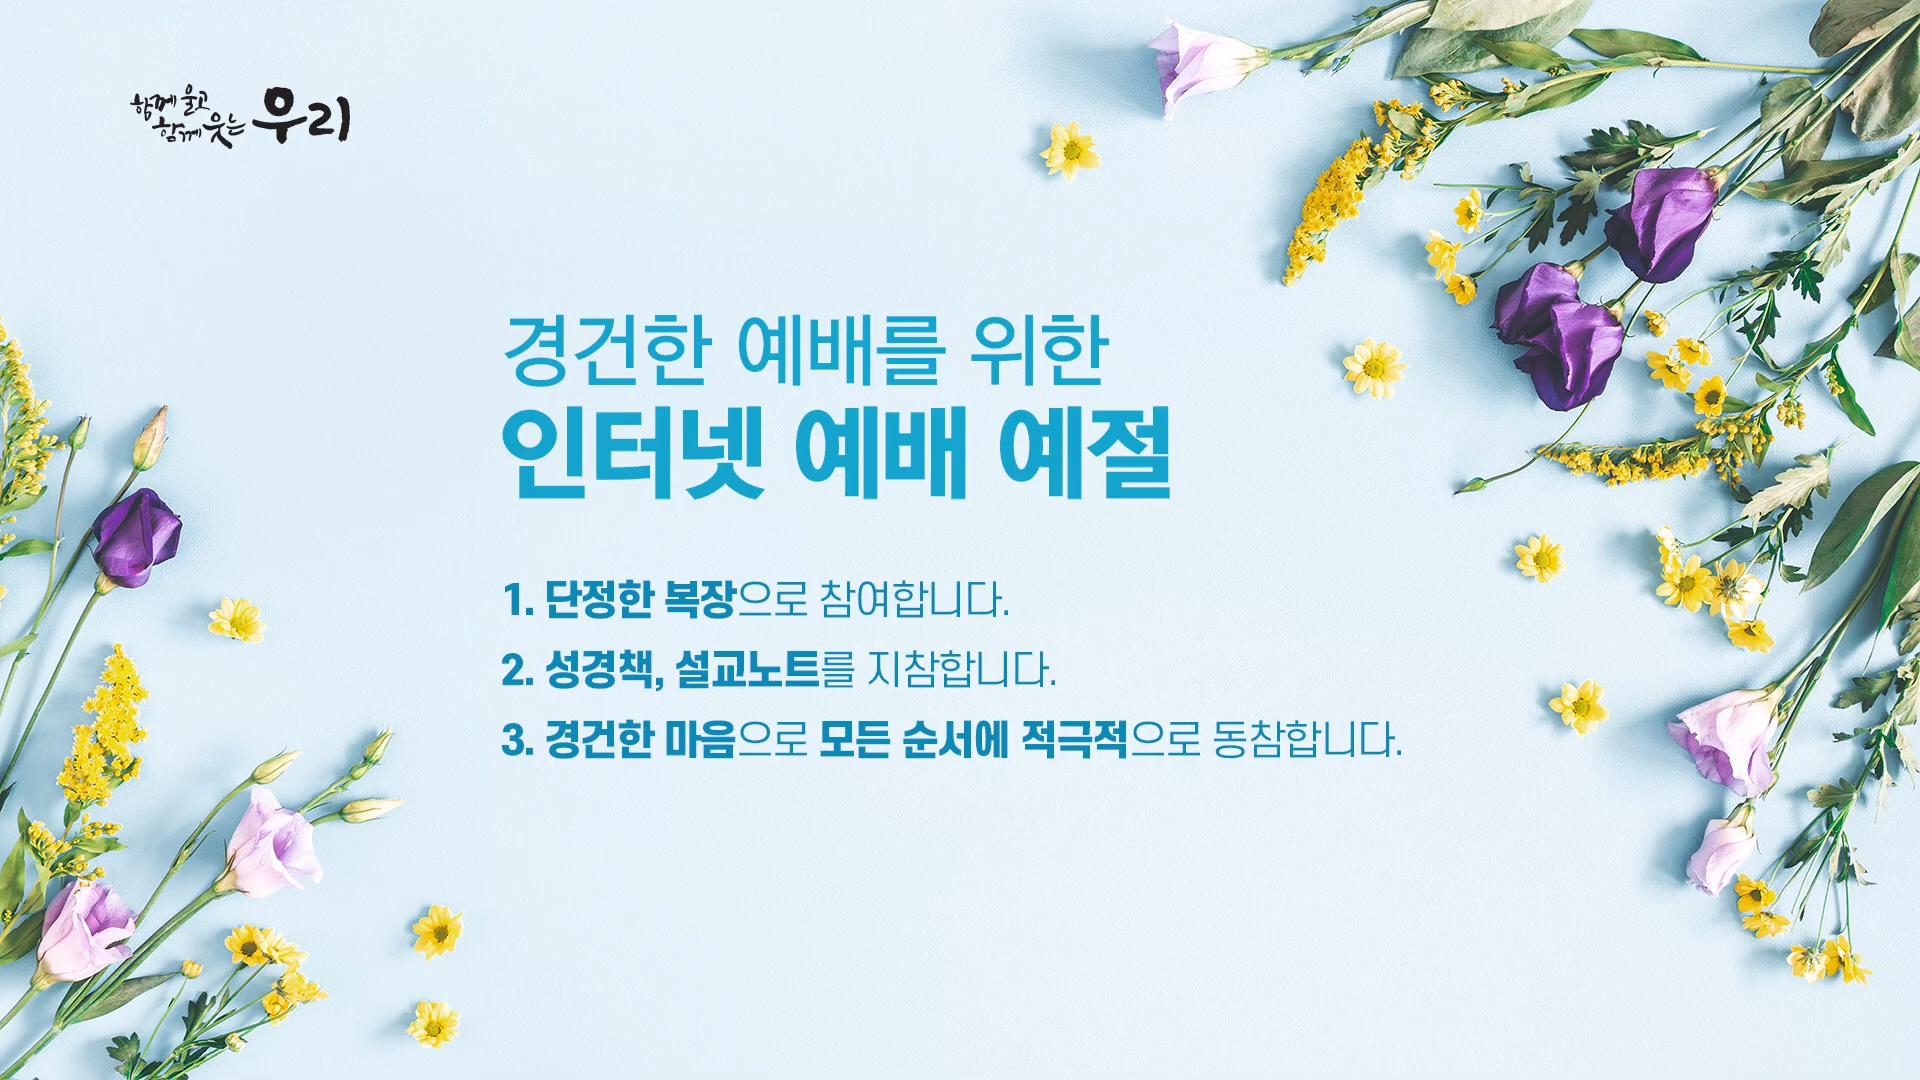 함께 울고
함께 웃는 우리
경건한 예배를 위한
인터넷 예배 예절
1. 단정한 복장으로 참여합니다.
2. 성경책, 설교노트를 지참합니다.
3. 경건한 마음으로 모든 순서에 적극적으로 동참합니다.